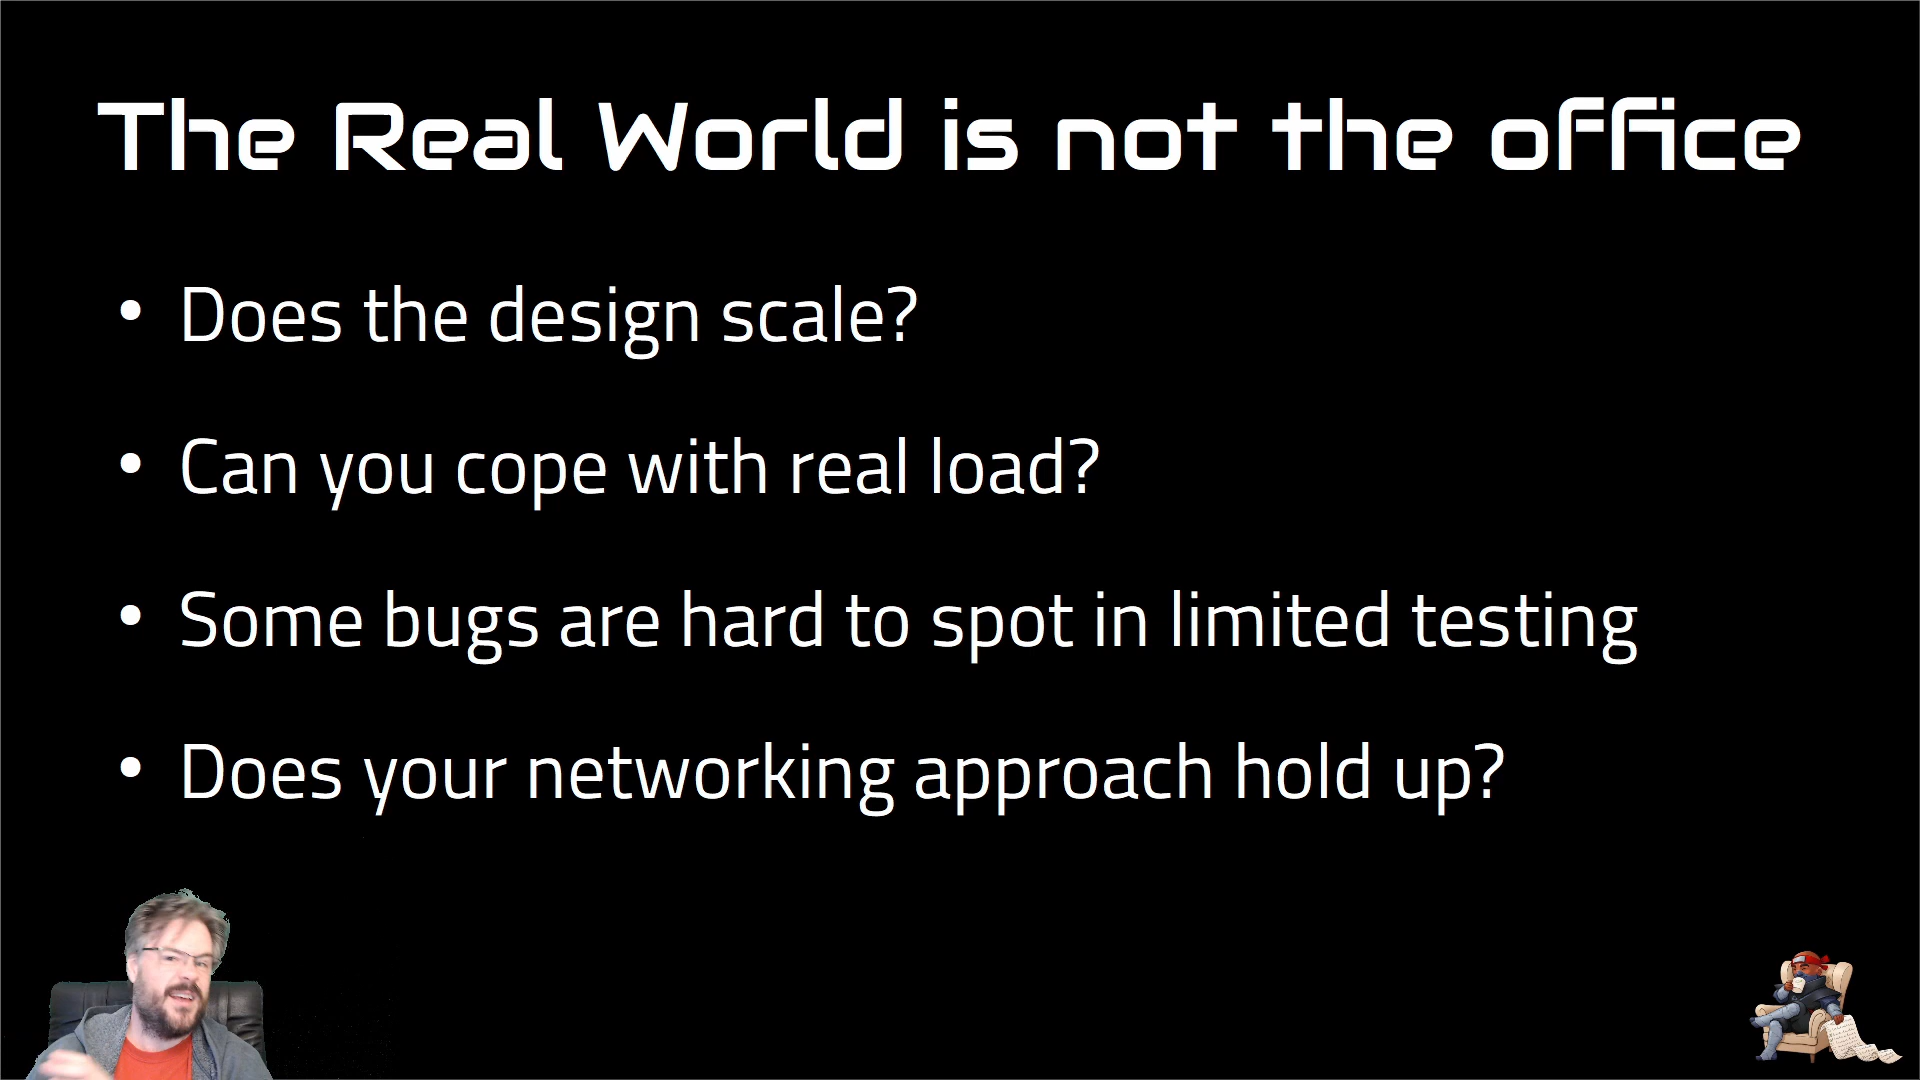 The Real World is not the office
• Does the design scale?
• Can you cope with real load?
• Some bugs are hard to spot in limited testing
• Does your networking approach hold up?